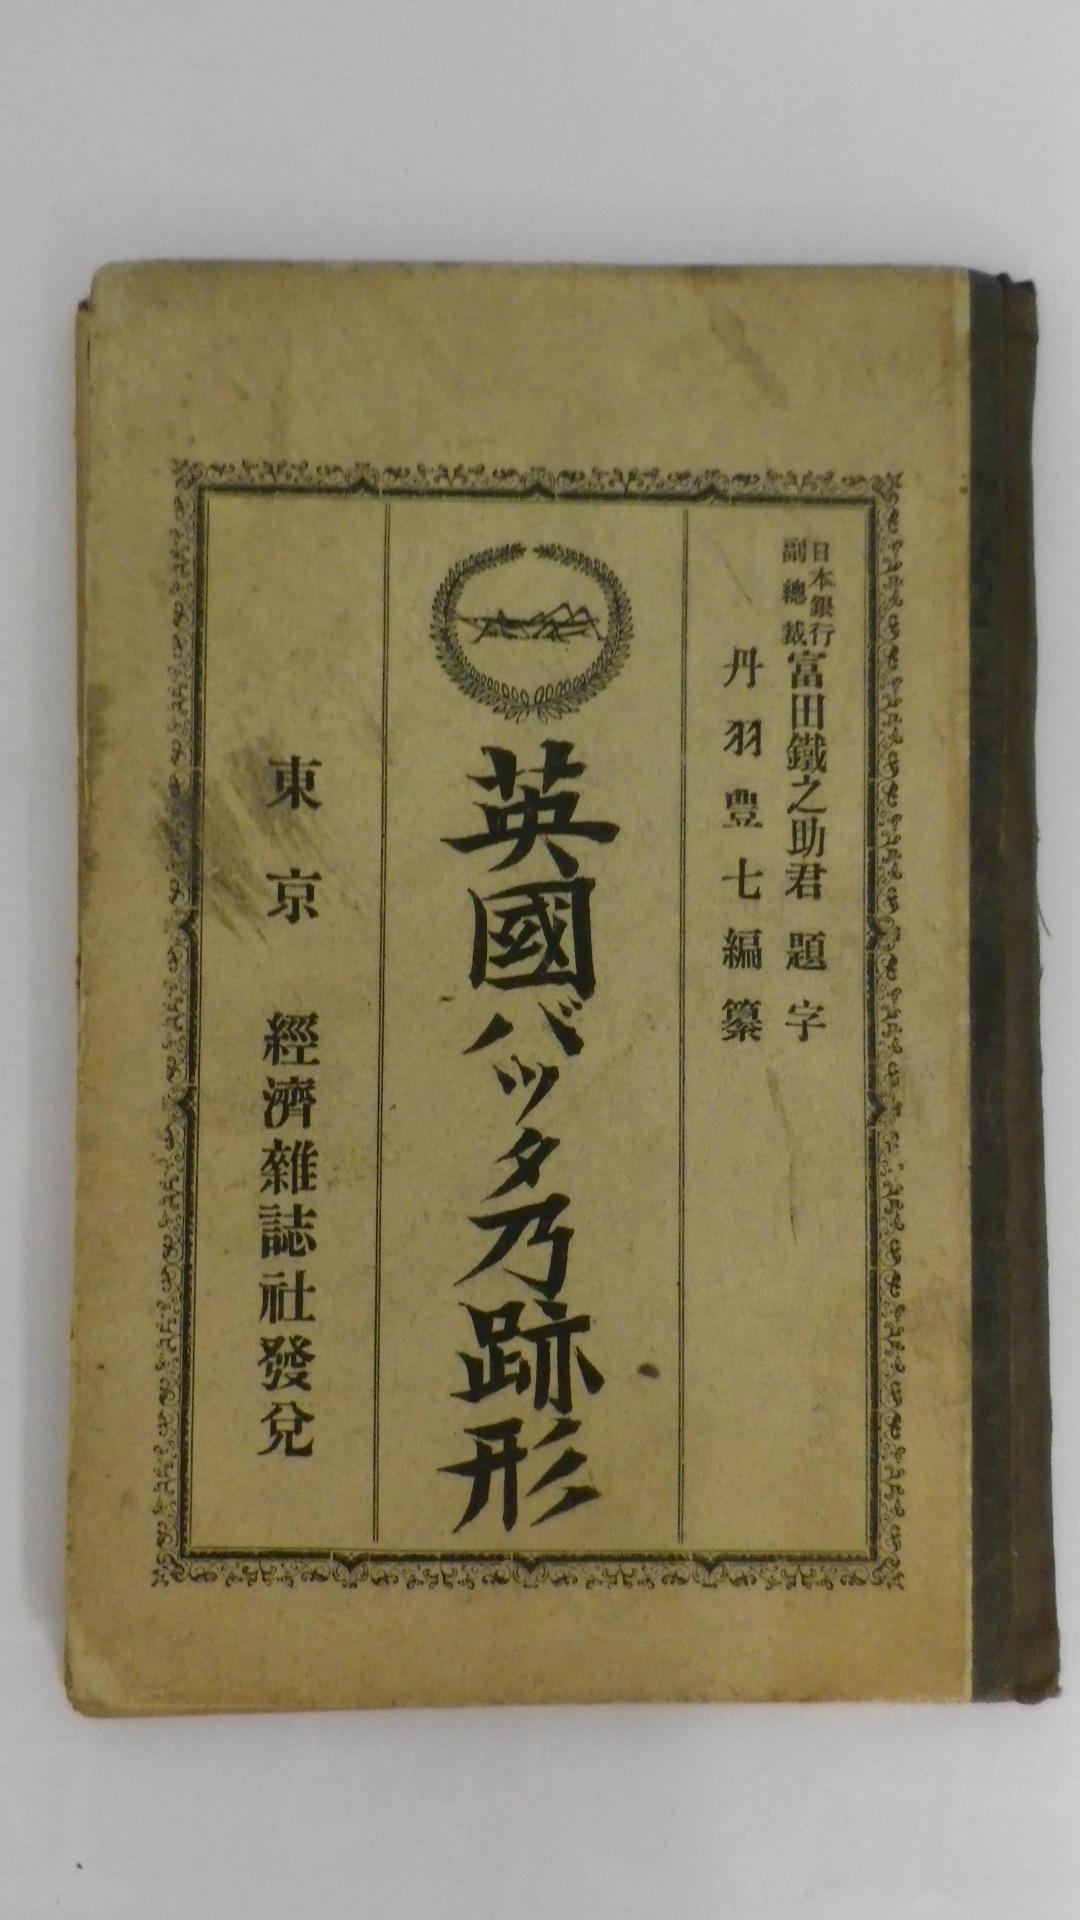 日本銀行
副總裁
富田鐵之助君題字
丹羽豊七編纂
英國バッタ乃跡形
東京 經濟雜誌社發兌